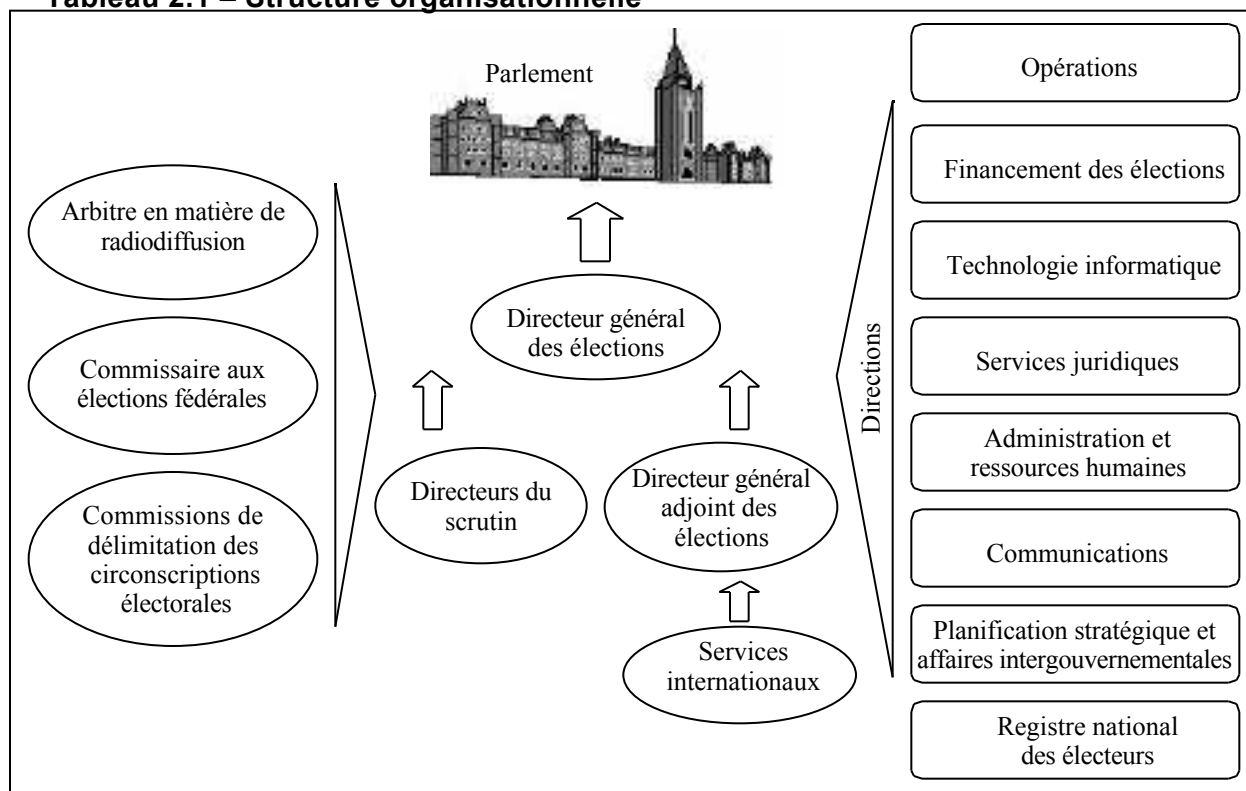 Tableau 2.1 – Structure organisationnelle
Parlement
Arbitre en matière de
radiodiffusion
Commissaire aux
élections fédérales
Commissions de
délimitation des
circonscriptions
électorales
Directeur général
des élections
Directeurs du
scrutin
Directeur général
adjoint des
élections
Services
internationaux
Directions
Opérations
Financement des élections
Technologie informatique
Services juridiques
Administration et
ressources humaines
Communications
Planification stratégique et
affaires intergouvernementales
Registre national
des électeurs